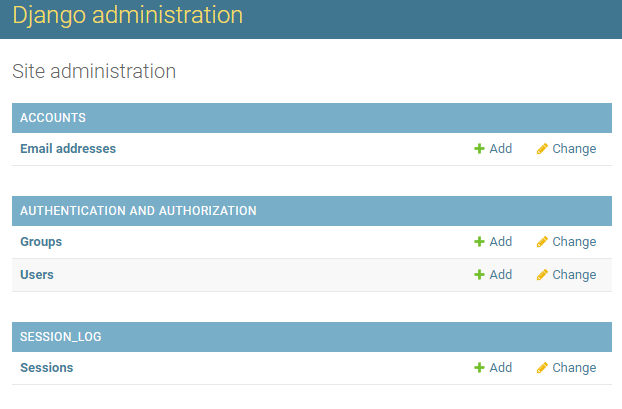 Django administration
Site administration
ACCOUNTS
Email addresses Add Change
AUTHENTICATION AND AUTHORIZATION
Groups Add Change
Users Add Change
SESSION_LOG
Sessions Add Change